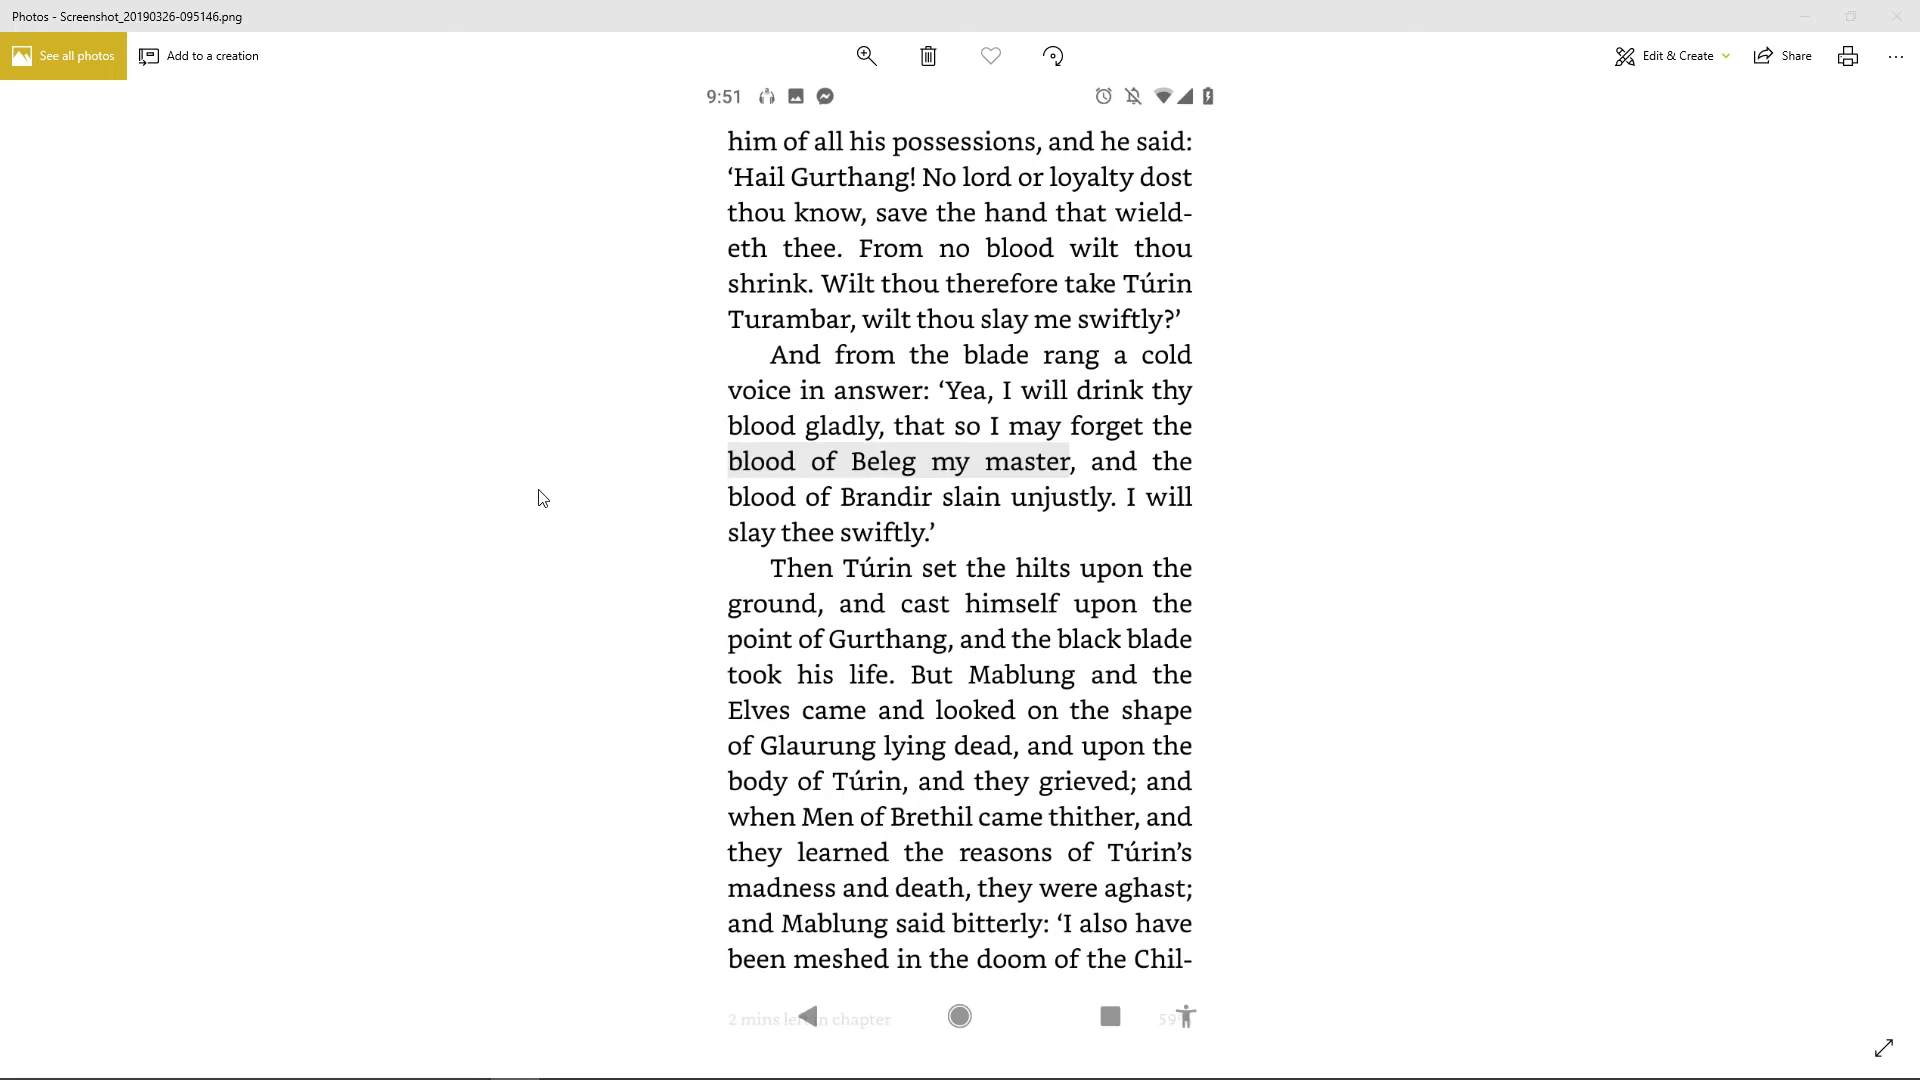 Photos - Screenshot_20190326-095146.png
See all photos
Add to a creation
Edit & Create
Share
9:51
him of all his possessions, and he said:
‘Hail Gurthang! No lord or loyalty dost
thou know, save the hand that wield-
eth thee. From no blood wilt thou
shrink. Wilt thou therefore take Túrin
Turambar, wilt thou slay me swiftly?’
And from the blade rang a cold
voice in answer: ‘Yea, I will drink thy
blood gladly, that so I may forget the
blood of Beleg my master, and the
blood of Brandir slain unjustly. I will
slay thee swiftly.’
Then Túrin set the hilts upon the
ground, and cast himself upon the
point of Gurthang, and the black blade
took his life. But Mablung and the
Elves came and looked on the shape
of Glaurung lying dead, and upon the
body of Túrin, and they grieved; and
when Men of Brethil came thither, and
they learned the reasons of Túrin’s
madness and death, they were aghast;
and Mablung said bitterly: ‘I also have
been meshed in the doom of the Chil-
2 mins left in chapter